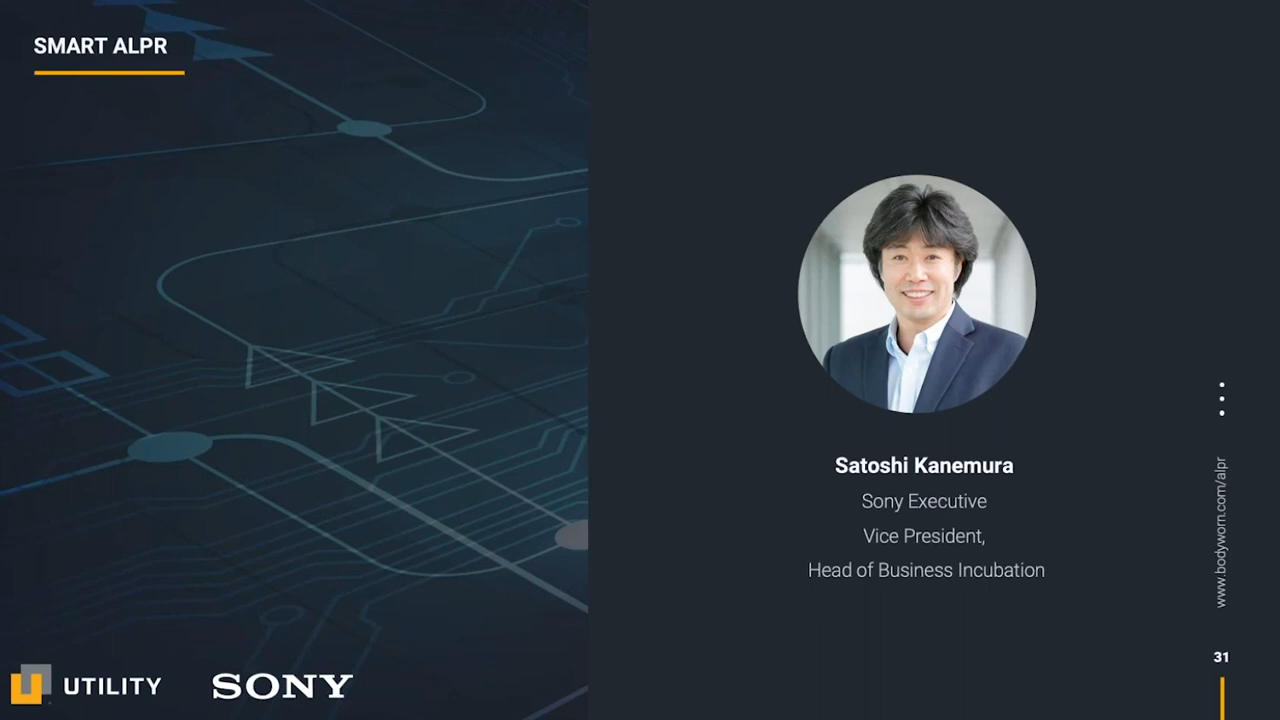 SMART ALPR
Satoshi Kanemura
Sony Executive
Vice President,
Head of Business Incubation
www.bodyworn.com/alpr
31
UTILITY
SONY